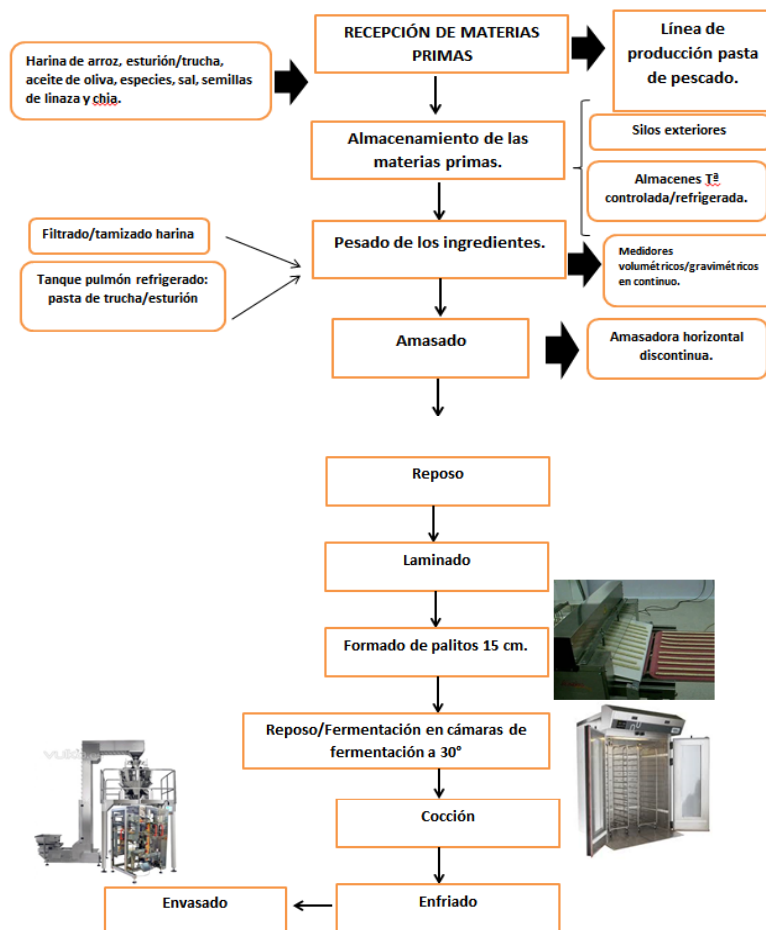 RECEPCIÓN DE MATERIAS
PRIMAS
Línea de
producción pasta
de pescado.
Harina de arroz, esturión/trucha,
aceite de oliva, especies, sal, semillas
de linaza y chia.
Almacenamiento de las
materias primas.
Silos exteriores
Almacenes Tª
controlada/refrigerada.
Filtrado/tamizado harina
Tanque pulmón refrigerado:
pasta de trucha/esturión
Pesado de los ingredientes.
Medidores
volumétricos/gravimétricos
en continuo.
Amasado
Amasadora horizontal
discontinua.
Reposo
Laminado
Formado de palitos 15 cm.
Reposo/Fermentación en cámaras de
fermentación a 30°
Cocción
Envasado
Enfriado